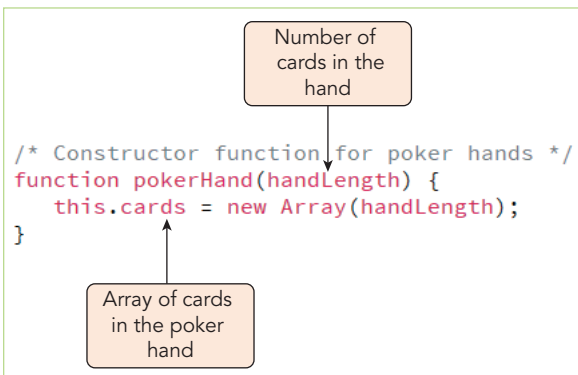 Number of
cards in the
hand
/* Constructor function for poker hands */
function pokerHand(handLength) {
   this.cards = new Array(handLength);
}
Array of cards
in the poker
hand